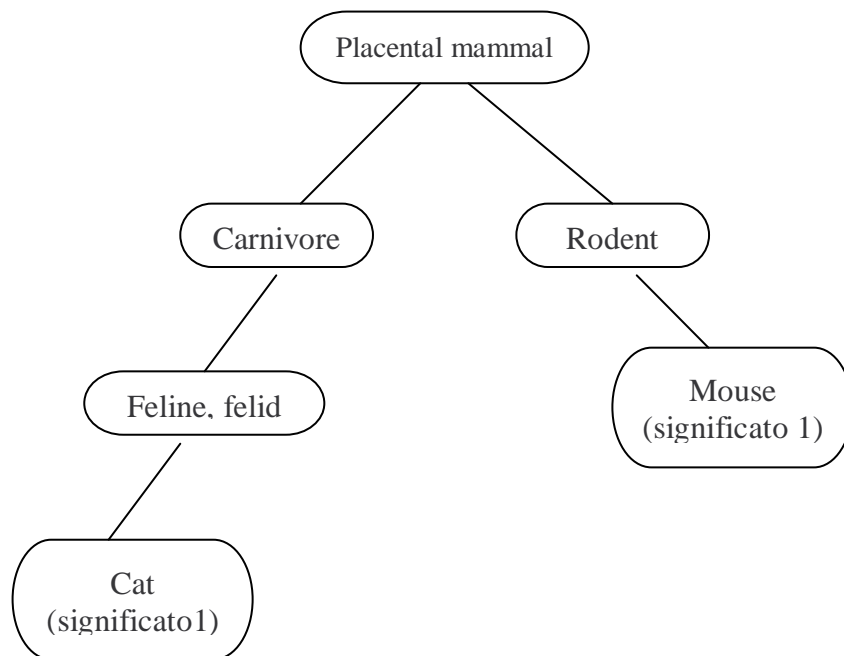 Placental mammal
Carnivore
Rodent
Feline, felid
Mouse
(significato 1)
Cat
(significato1)